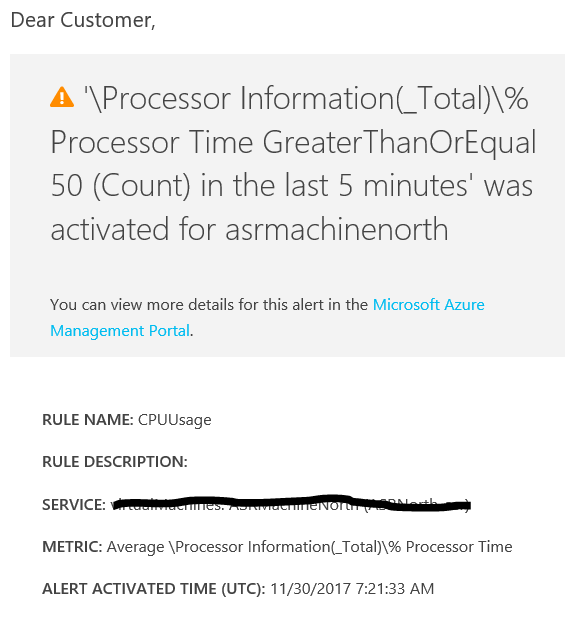 Dear Customer,
'\Processor Information(_Total)\%
Processor Time GreaterThanOrEqual
50 (Count) in the last 5 minutes' was
activated for asrmachinenorth
You can view more details for this alert in the Microsoft Azure
Management Portal.
RULE NAME: CPUUsage
RULE DESCRIPTION:
SERVICE:
METRIC: Average \Processor Information(_Total)\% Processor Time
ALERT ACTIVATED TIME (UTC): 11/30/2017 7:21:33 AM